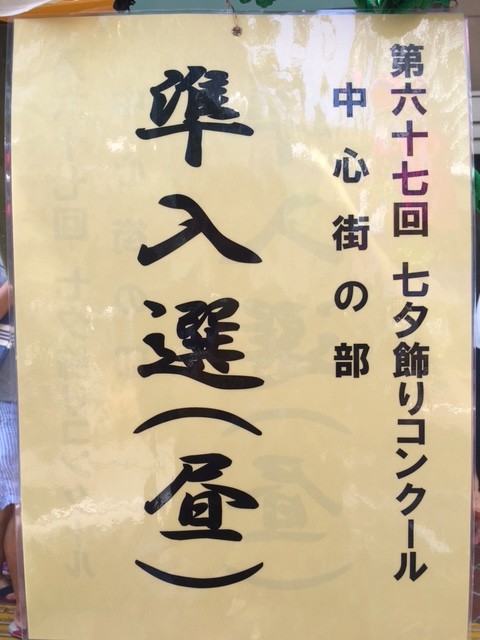 第六十七回 七夕飾りコンクール
中心街の部
準入選(昼)